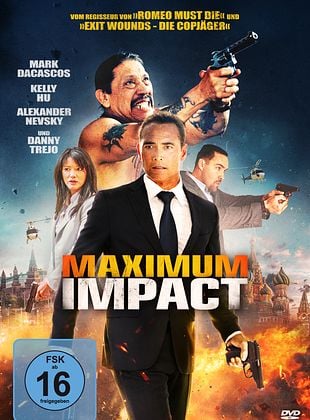 VOM REGISSEUR VON »ROMEO MUST DIE« UND
»EXIT WOUNDS - DIE COPJÄGER«
MARK
DACASCOS
KELLY
HU
ALEXANDER
NEVSKY
UND
DANNY
TREJO
MAXIMUM
IMPACT
FSK
ab
16
freigegeben
DVD